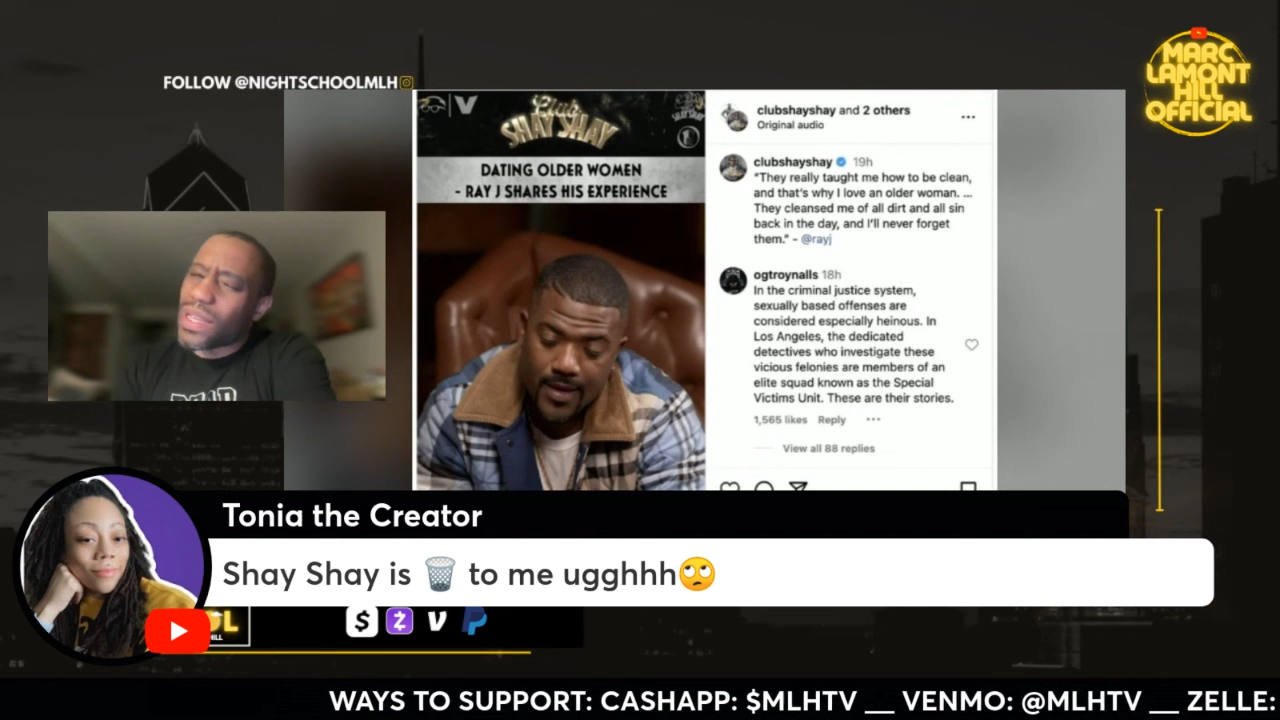 FOLLOW @NIGHTSCHOOLMLH
MARC
LAMONT
HILL
OFFICIAL
Club
SHAY SHAY
DATING OLDER WOMEN
- RAY J SHARES HIS EXPERIENCE
clubshayshay and 2 others
Original audio
clubshayshay 19h
"They really taught me how to be clean,
and that's why I love an older woman. ...
They cleansed me of all dirt and all sin
back in the day, and I'll never forget
them." - @rayj
ogtroynalls 18h
In the criminal justice system,
sexually based offenses are
considered especially heinous. In
Los Angeles, the dedicated
detectives who investigate these
vicious felonies are members of an
elite squad known as the Special
Victims Unit. These are their stories.
1,565 likes Reply
View all 88 replies
Tonia the Creator
Shay Shay is 🗑️ to me ugghhh🙄
WAYS TO SUPPORT: CASHAPP: $MLHTV __ VENMO: @MLHTV __ ZELLE: